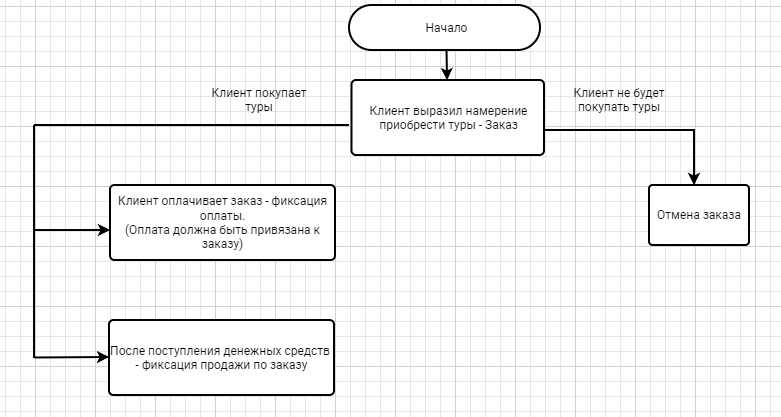 Начало
Клиент покупает
туры
Клиент не будет
покупать туры
Клиент выразил намерение
приобрести туры - Заказ
Клиент оплачивает заказ - фиксация
оплаты.
(Оплата должна быть привязана к
заказу)
Отмена заказа
После поступления денежных средств
- фиксация продажи по заказу